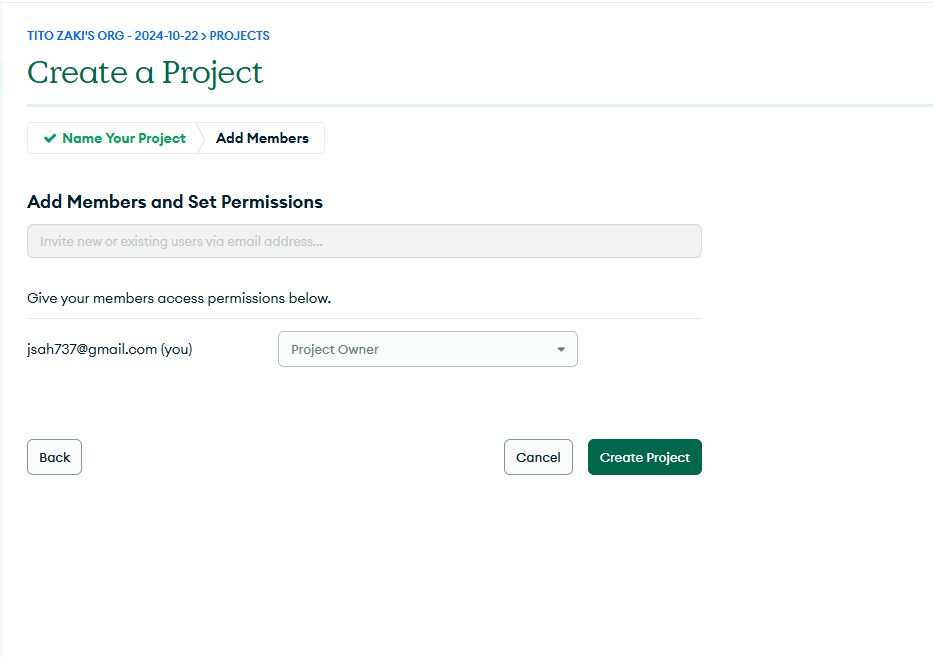 TITO ZAKI'S ORG - 2024-10-22 > PROJECTS
Create a Project
Name Your Project
Add Members
Add Members and Set Permissions
Invite new or existing users via email address...
Give your members access permissions below.
jsah737@gmail.com (you)
Project Owner
Back
Cancel
Create Project